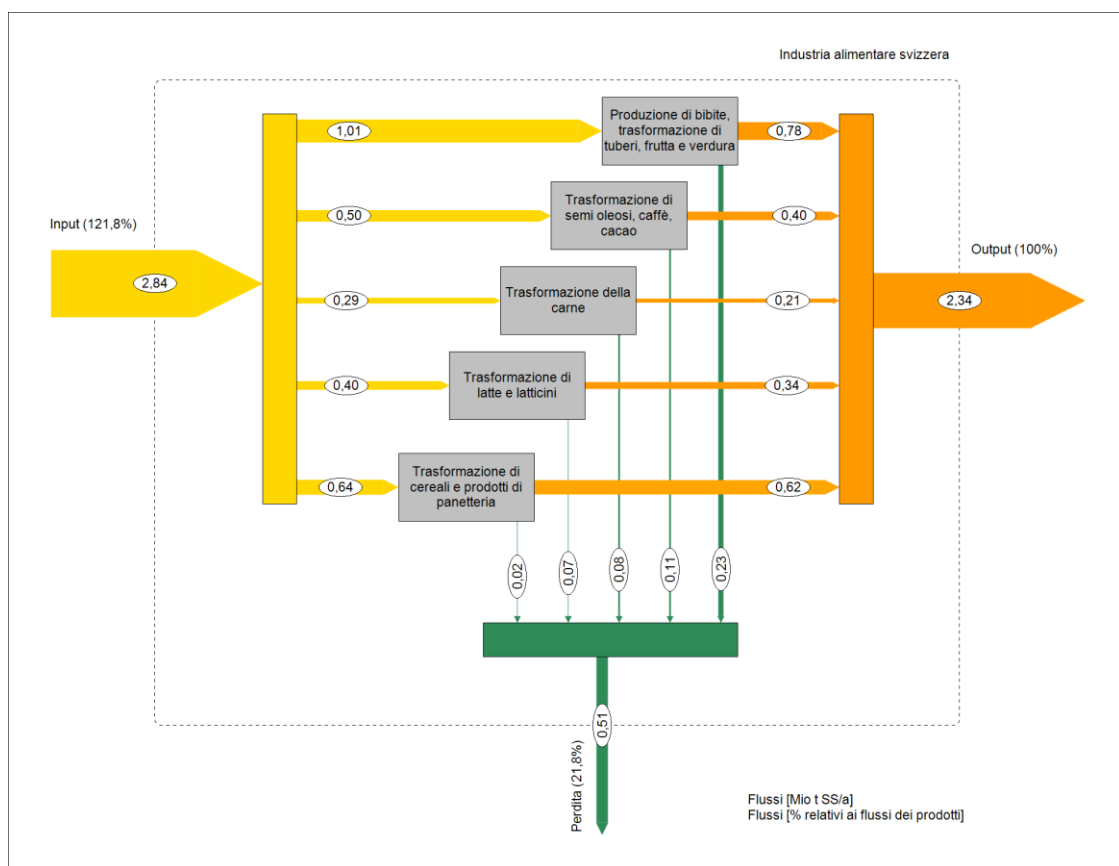 Industria alimentare svizzera
Produzione di bibite,
trasformazione di
tuberi, frutta e verdura
1,01
0,78
Trasformazione di
semi oleosi, caffè,
cacao
0,50
0,40
Input (121,8%)
Output (100%)
2,84
Trasformazione della
carne
0,29
0,21
2,34
Trasformazione di
latte e latticini
0,40
0,34
Trasformazione di
cereali e prodotti di
panetteria
0,64
0,62
0,02
0,07
0,08
0,11
0,23
0,51
Perdita (21,8%)
Flussi [Mio t SS/a]
Flussi [% relativi ai flussi dei prodotti]